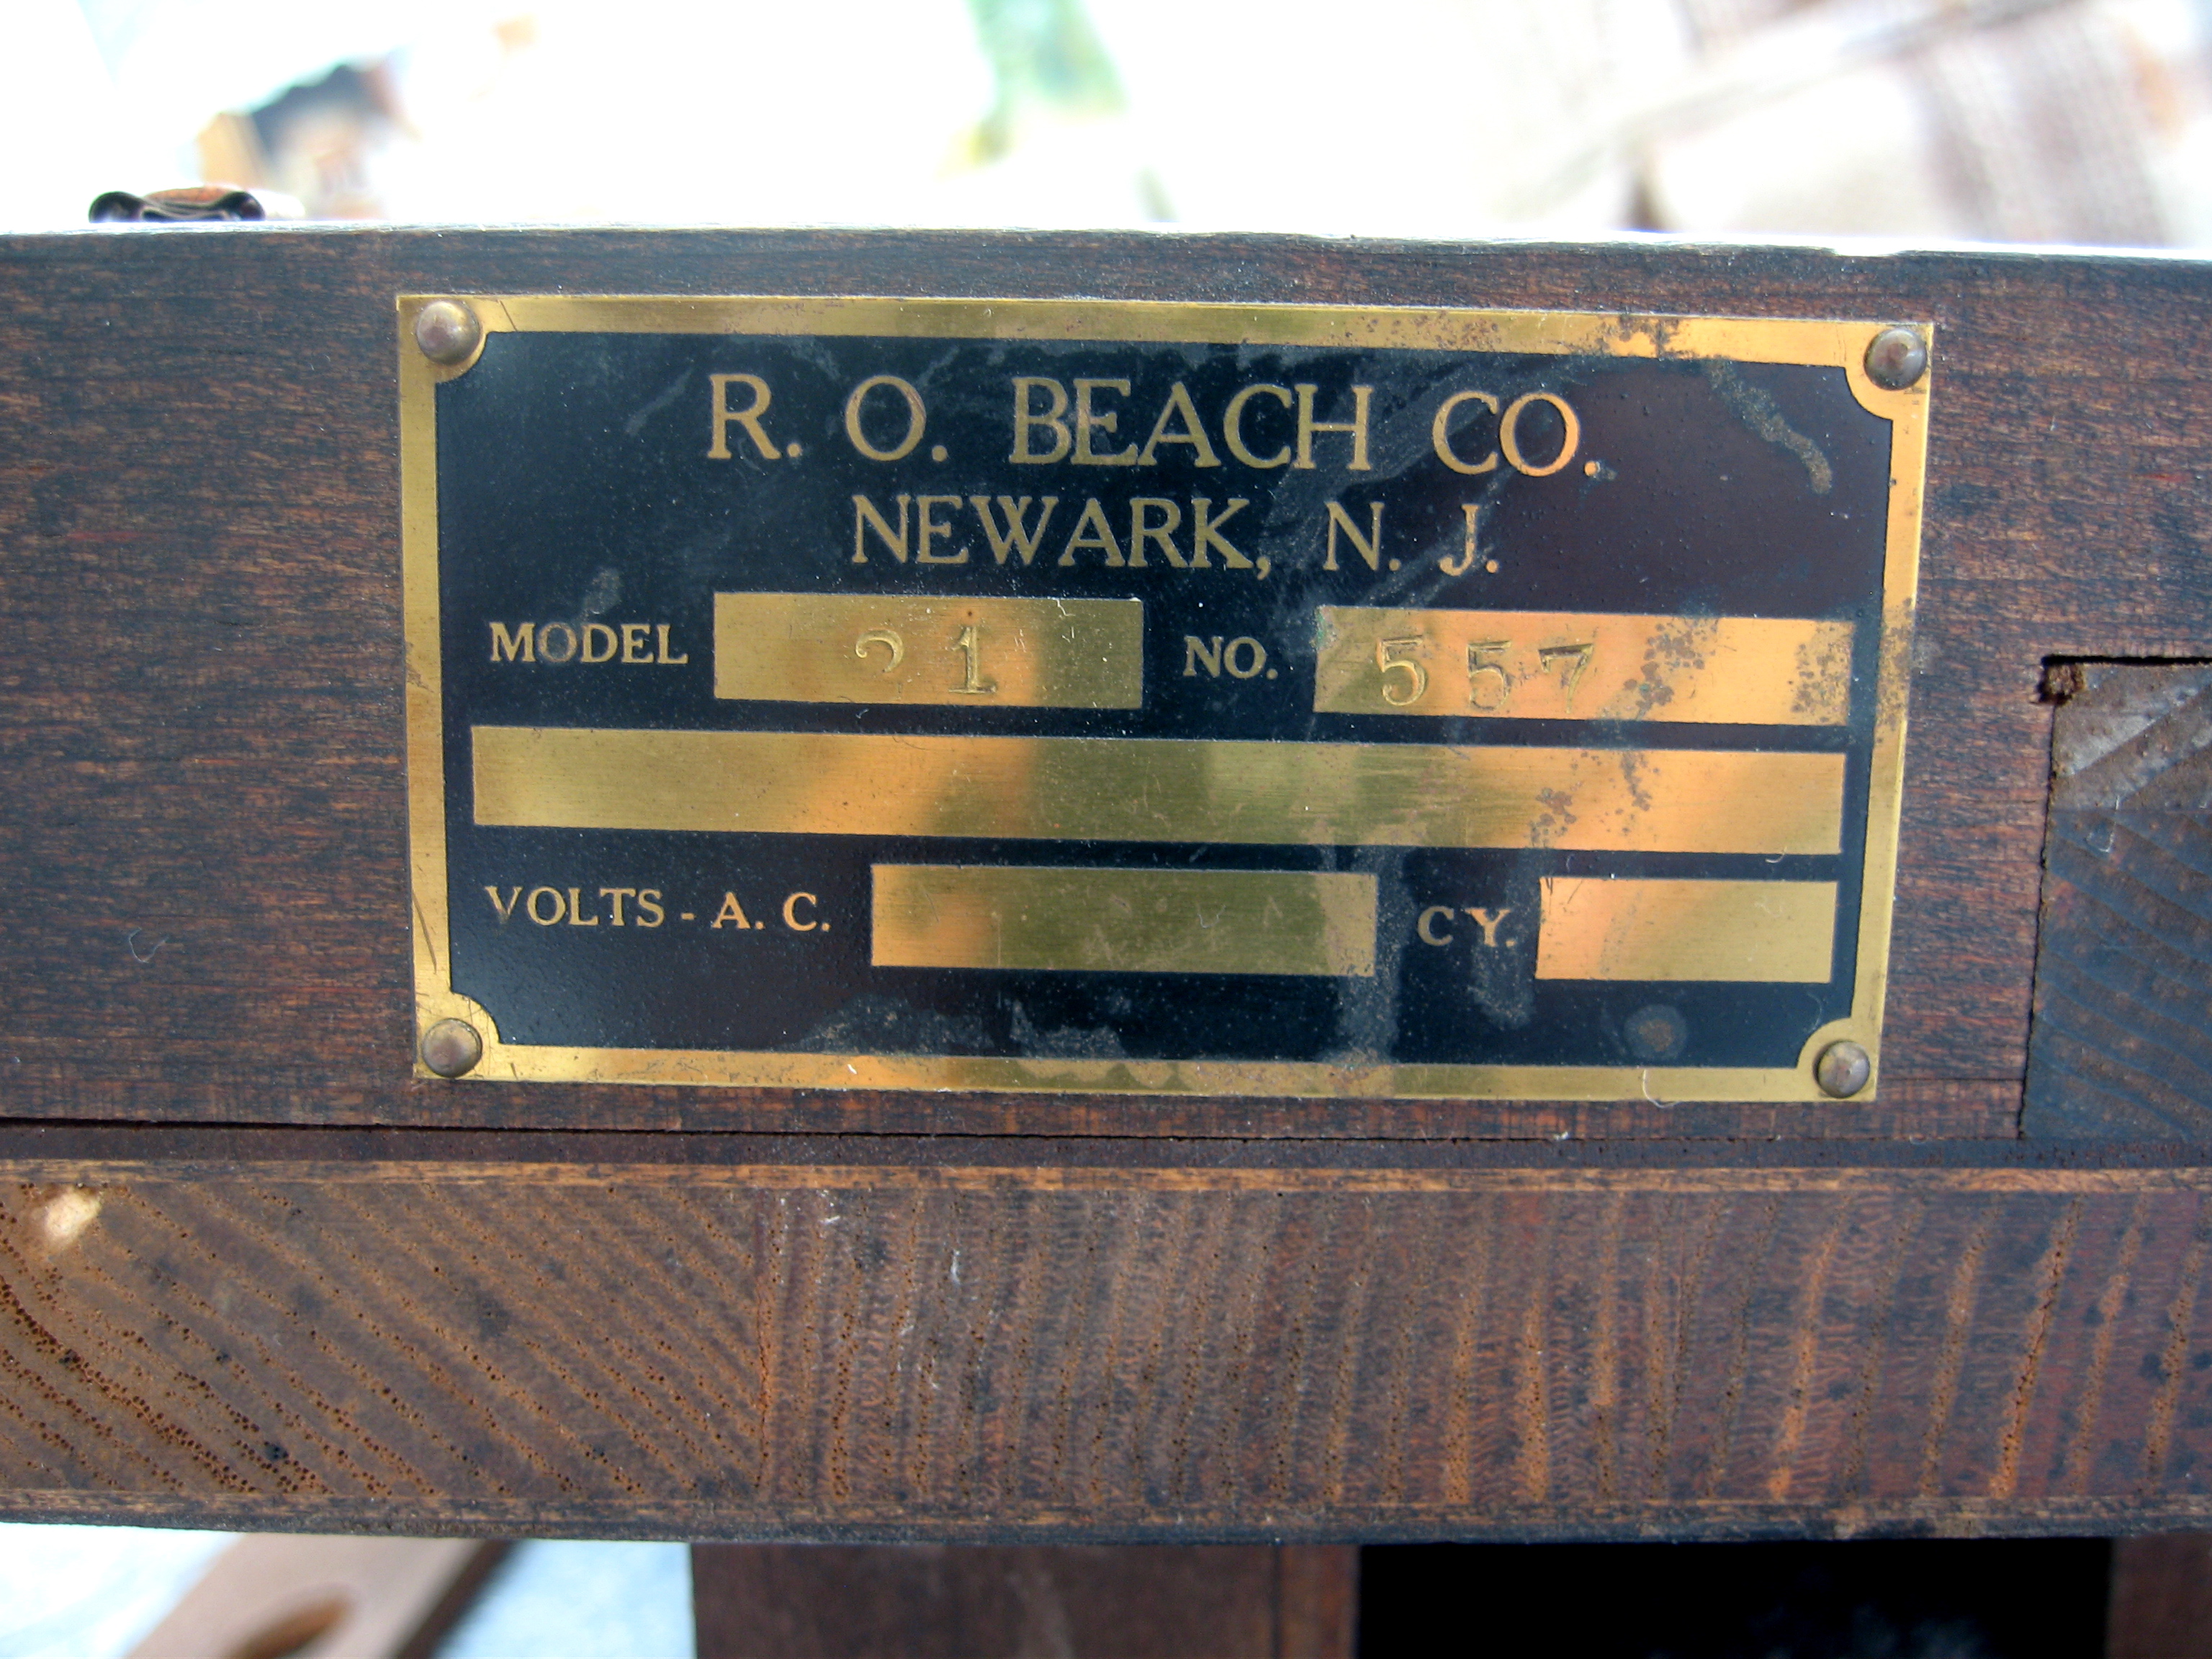 R. O. BEACH CO.
NEWARK, N. J.
MODEL 21 NO. 557
VOLTS - A. C. CY.